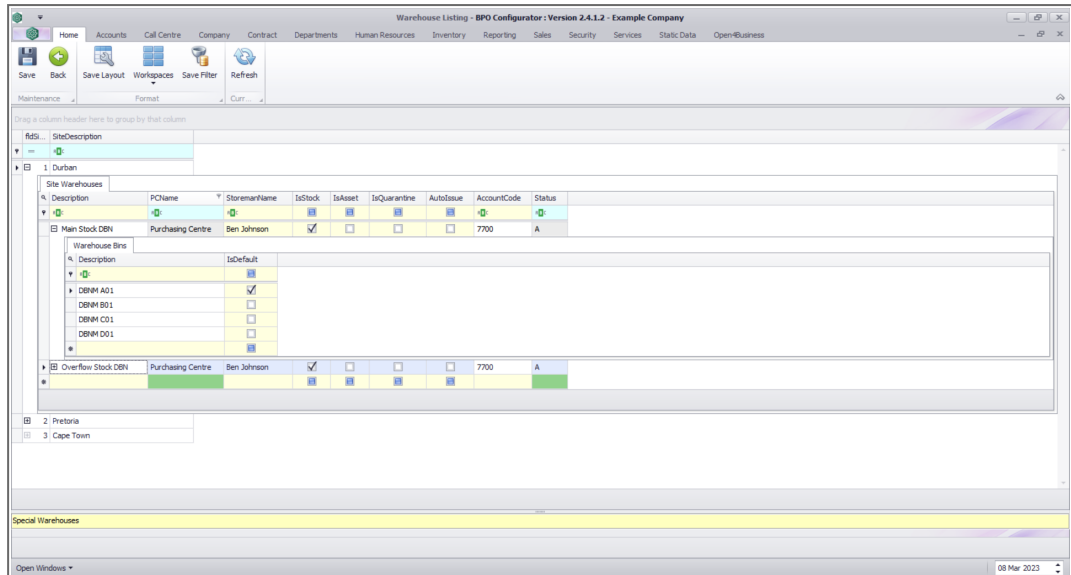 Warehouse Listing - BPO Configurator : Version 2.4.1.2 - Example Company
Home Accounts Call Centre Company Contract Departments Human Resources Inventory Reporting Sales Security Services Static Data Open4Business
Save Back Save Layout Workspaces Save Filter Refresh
Maintenance Format Curr...
Drag a column header here to group by that column
fldSi... SiteDescription
1 Durban
Site Warehouses
Description PCName StoremanName IsStock IsAsset IsQuarantine AutoIssue AccountCode Status
Main Stock DBN Purchasing Centre Ben Johnson 7700 A
Warehouse Bins
Description IsDefault
DBNM A01
DBNM B01
DBNM C01
DBNM D01
Overflow Stock DBN Purchasing Centre Ben Johnson 7700 A
2 Pretoria
3 Cape Town
Special Warehouses
Open Windows 08 Mar 2023